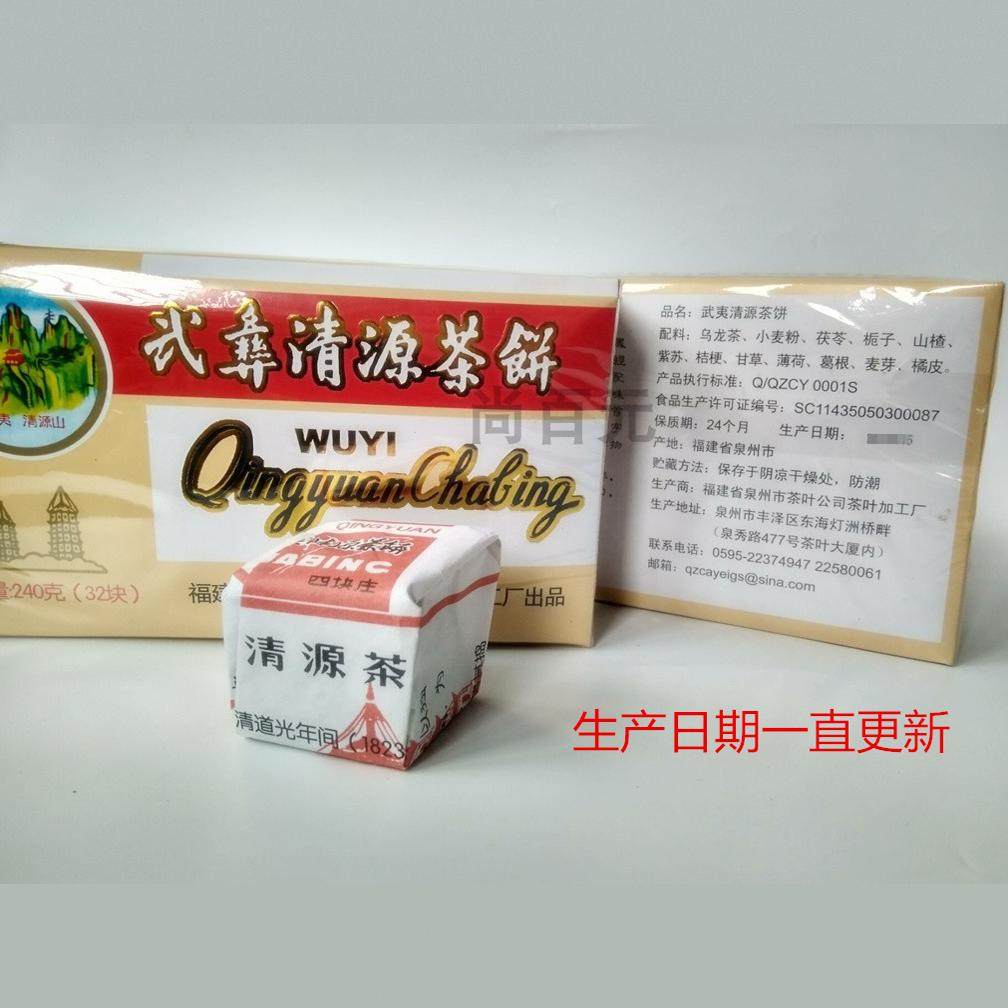 武彝清源茶餅
夷 清源山
WUYI
QingyuanChabing
尚百元
量:240克（32块）
福建
工厂出品
QINGYUAN
ABINC
四块庄
清源茶
清道光年间（1823
品名：武夷清源茶饼
配料：乌龙茶、小麦粉、茯苓、栀子、山楂、
紫苏、桔梗、甘草、薄荷、葛根、麦芽、橘皮。
产品执行标准：Q/QZCY 0001S
食品生产许可证编号：SC11435050300087
保质期：24个月 生产日期：
产地：福建省泉州市
贮藏方法：保存于阴凉干燥处，防潮
生产商：福建省泉州市茶叶公司茶叶加工厂
生产地址：泉州市丰泽区东海灯洲桥畔
（泉秀路477号茶叶大厦内）
联系电话：0595-22374947 22580061
邮箱：qzcayeigs@sina.com
生产日期一直更新